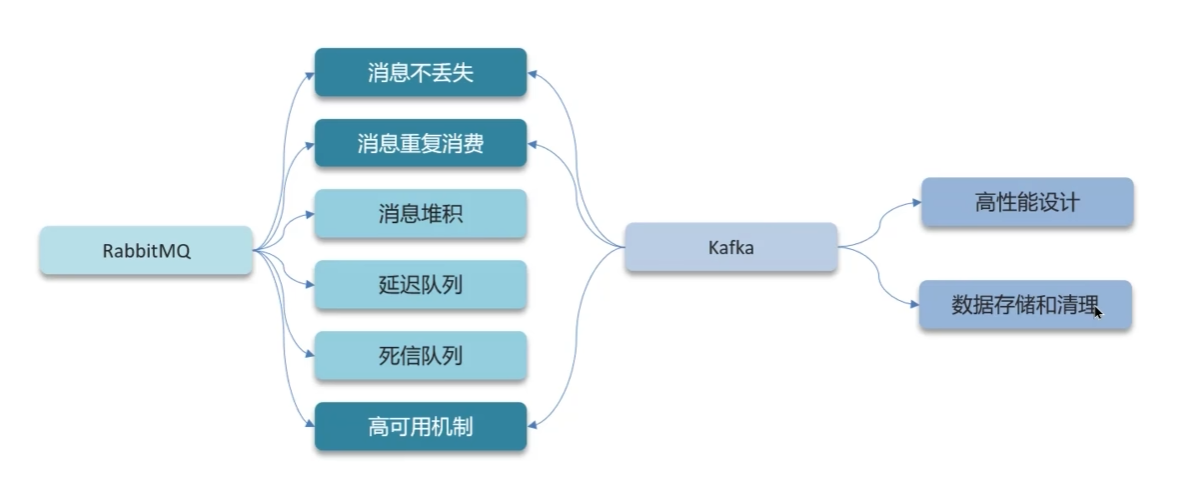 RabbitMQ
消息不丢失
消息重复消费
消息堆积
延迟队列
死信队列
高可用机制
Kafka
高性能设计
数据存储和清理